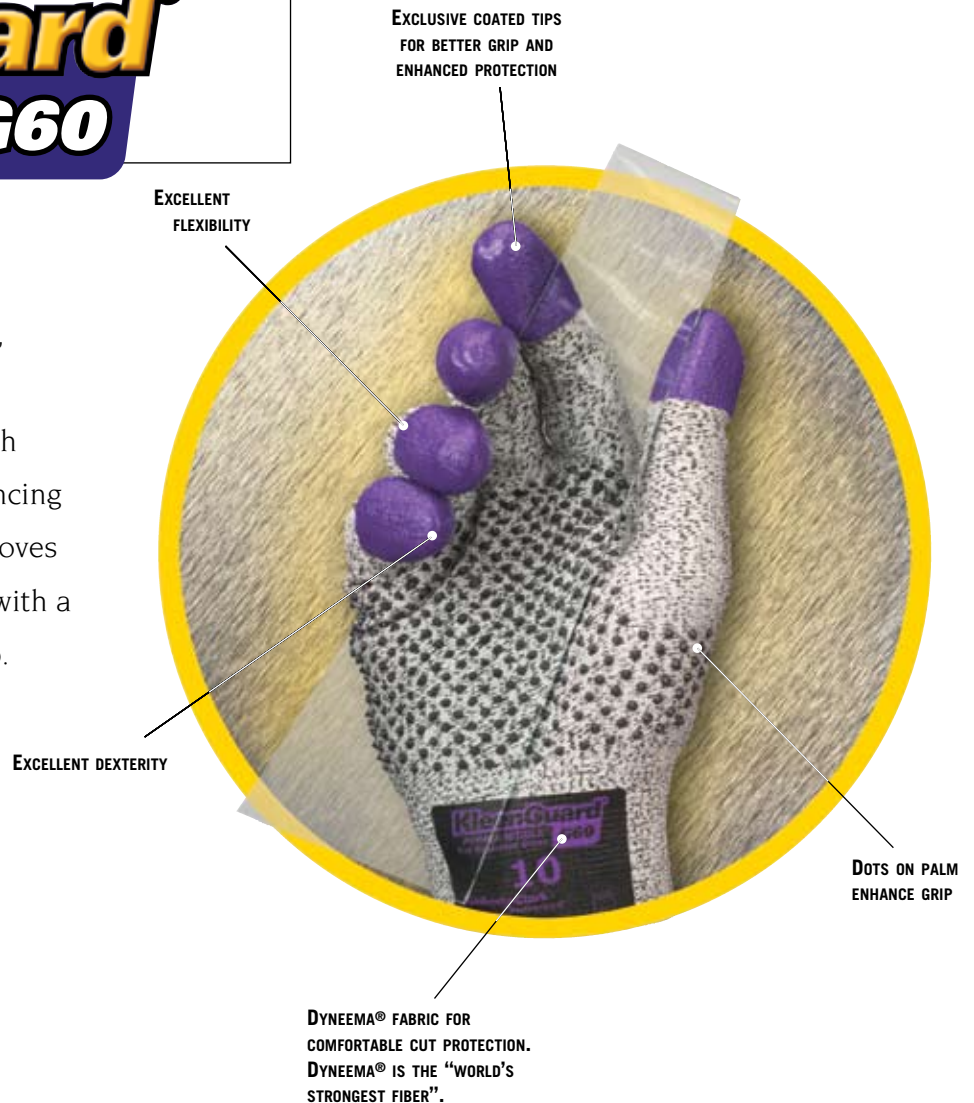 ard®
G60
EXCLUSIVE COATED TIPS
FOR BETTER GRIP AND
ENHANCED PROTECTION
EXCELLENT
FLEXIBILITY
,
h
ncing
oves
with a
.
EXCELLENT DEXTERITY
KleenGuard®
G60
10
DOTS ON PALM
ENHANCE GRIP
DYNEEMA® FABRIC FOR
COMFORTABLE CUT PROTECTION.
DYNEEMA® IS THE “WORLD’S
STRONGEST FIBER”.